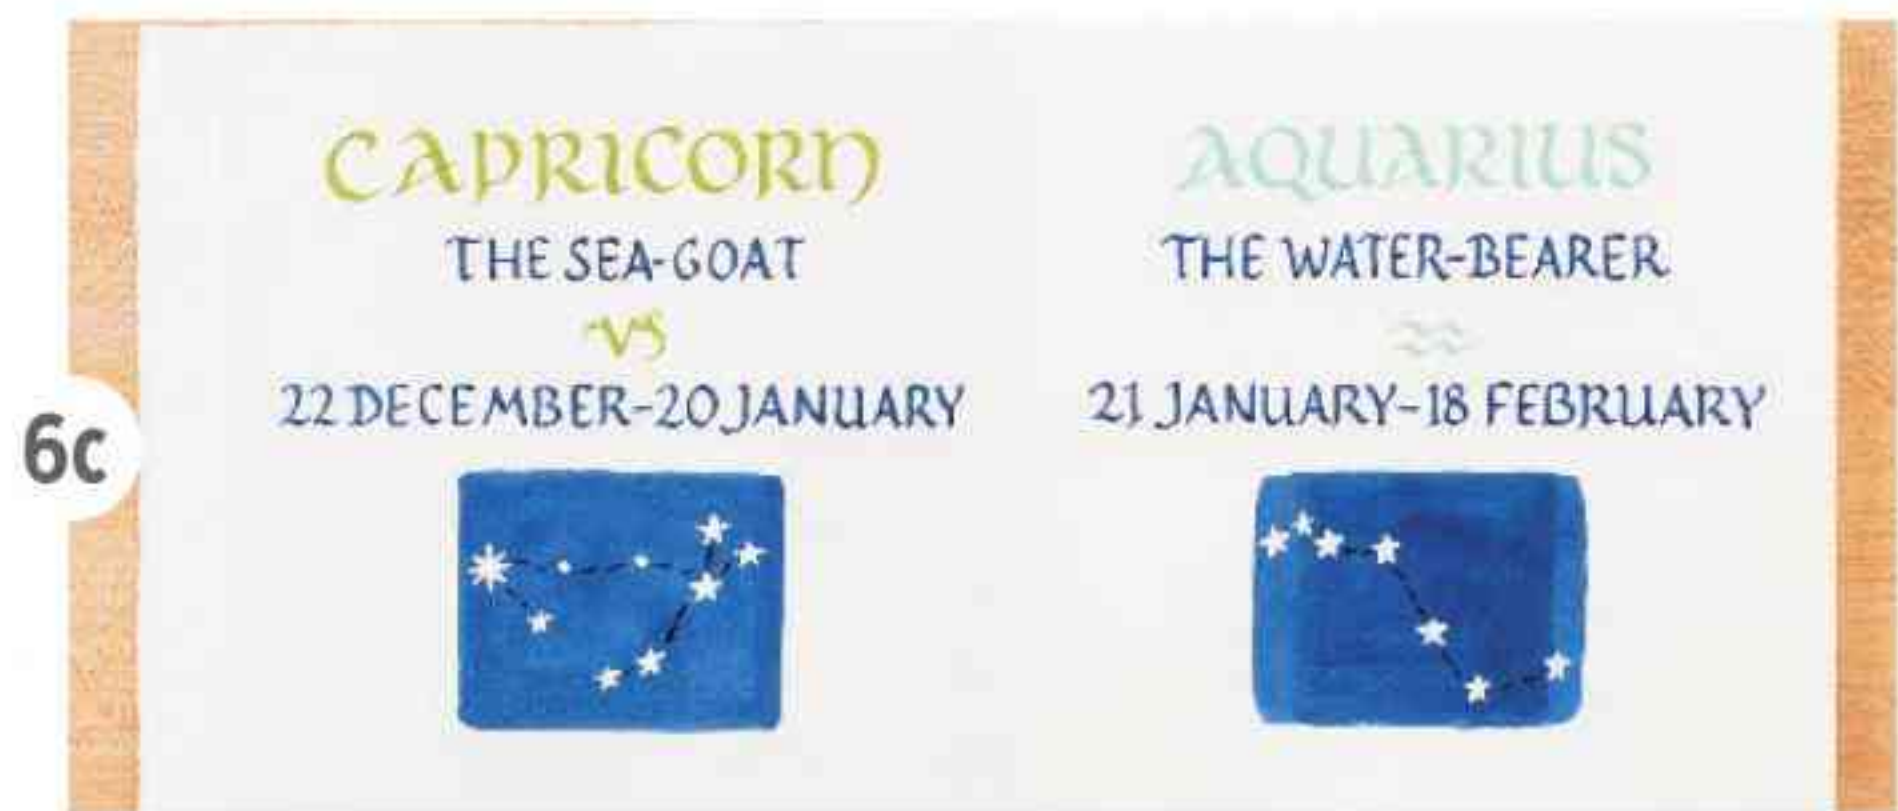 CAPRICORN
THE SEA-GOAT
♑
22 DECEMBER-20 JANUARY
AQUARIUS
THE WATER-BEARER
♒
21 JANUARY-18 FEBRUARY
6c